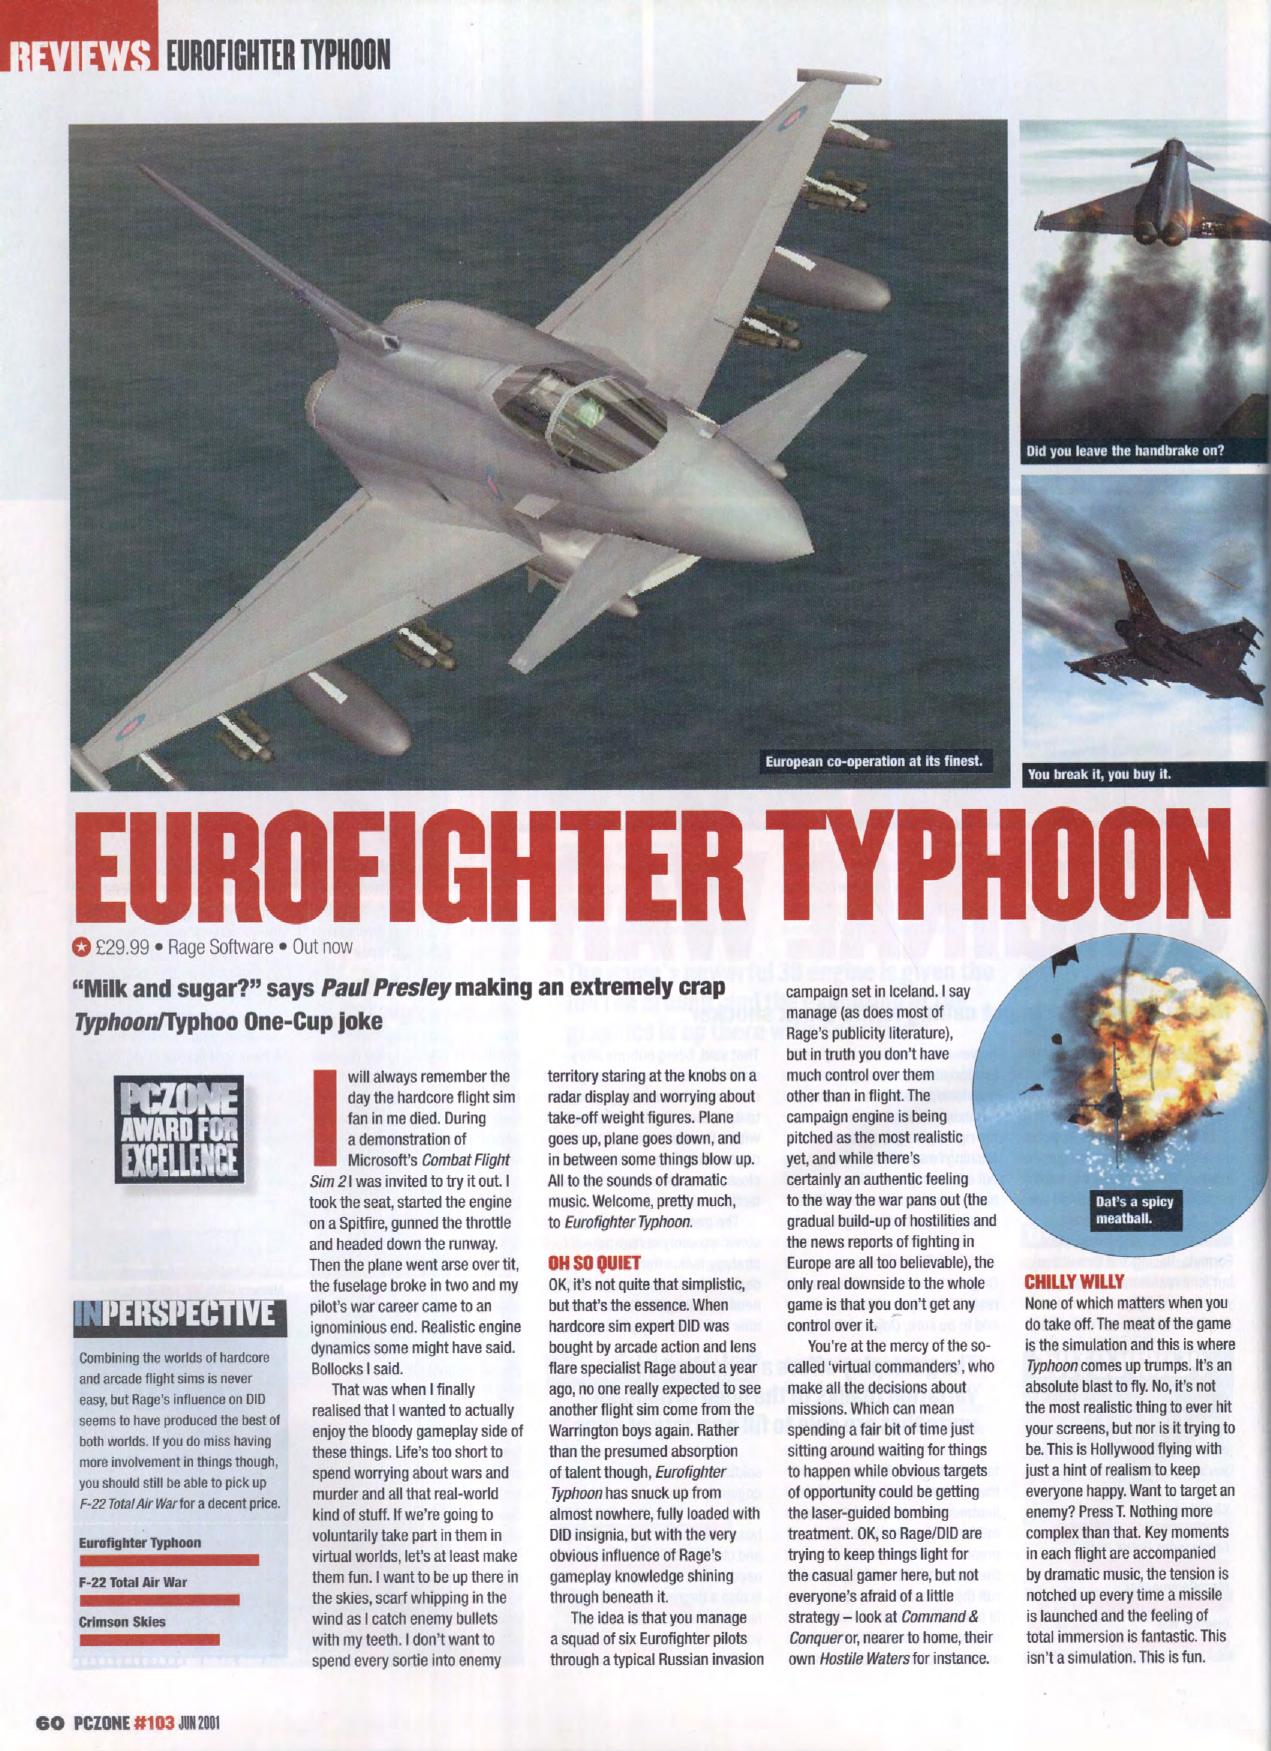 REVIEWS EUROFIGHTER TYPHOON
Did you leave the handbrake on?
European co-operation at its finest.
You break it, you buy it.
EUROFIGHTER TYPHOON
£29.99 • Rage Software • Out now
“Milk and sugar?” says Paul Presley making an extremely crap
Typhoon/Typhoo One-Cup joke
PCZONE
AWARD FOR
EXCELLENCE
INPERSPECTIVE
Combining the worlds of hardcore
and arcade flight sims is never
easy, but Rage’s influence on DID
seems to have produced the best of
both worlds. If you do miss having
more involvement in things though,
you should still be able to pick up
F-22 Total Air War for a decent price.
Eurofighter Typhoon
F-22 Total Air War
Crimson Skies
I will always remember the
day the hardcore flight sim
fan in me died. During
a demonstration of
Microsoft’s Combat Flight
Sim 2 I was invited to try it out. I
took the seat, started the engine
on a Spitfire, gunned the throttle
and headed down the runway.
Then the plane went arse over tit,
the fuselage broke in two and my
pilot’s war career came to an
ignominious end. Realistic engine
dynamics some might have said.
Bollocks I said.
That was when I finally
realised that I wanted to actually
enjoy the bloody gameplay side of
these things. Life’s too short to
spend worrying about wars and
murder and all that real-world
kind of stuff. If we’re going to
voluntarily take part in them in
virtual worlds, let’s at least make
them fun. I want to be up there in
the skies, scarf whipping in the
wind as I catch enemy bullets
with my teeth. I don’t want to
spend every sortie into enemy
territory staring at the knobs on a
radar display and worrying about
take-off weight figures. Plane
goes up, plane goes down, and
in between some things blow up.
All to the sounds of dramatic
music. Welcome, pretty much,
to Eurofighter Typhoon.
OH SO QUIET
OK, it’s not quite that simplistic,
but that’s the essence. When
hardcore sim expert DID was
bought by arcade action and lens
flare specialist Rage about a year
ago, no one really expected to see
another flight sim come from the
Warrington boys again. Rather
than the presumed absorption
of talent though, Eurofighter
Typhoon has snuck up from
almost nowhere, fully loaded with
DID insignia, but with the very
obvious influence of Rage’s
gameplay knowledge shining
through beneath it.
The idea is that you manage
a squad of six Eurofighter pilots
through a typical Russian invasion
campaign set in Iceland. I say
manage (as does most of
Rage’s publicity literature),
but in truth you don’t have
much control over them
other than in flight. The
campaign engine is being
pitched as the most realistic
yet, and while there’s
certainly an authentic feeling
to the way the war pans out (the
gradual build-up of hostilities and
the news reports of fighting in
Europe are all too believable), the
only real downside to the whole
game is that you don’t get any
control over it.
You’re at the mercy of the so-
called ‘virtual commanders’, who
make all the decisions about
missions. Which can mean
spending a fair bit of time just
sitting around waiting for things
to happen while obvious targets
of opportunity could be getting
the laser-guided bombing
treatment. OK, so Rage/DID are
trying to keep things light for
the casual gamer here, but not
everyone’s afraid of a little
strategy – look at Command &
Conquer or, nearer to home, their
own Hostile Waters for instance.
Dat’s a spicy
meatball.
CHILLY WILLY
None of which matters when you
do take off. The meat of the game
is the simulation and this is where
Typhoon comes up trumps. It’s an
absolute blast to fly. No, it’s not
the most realistic thing to ever hit
your screens, but nor is it trying to
be. This is Hollywood flying with
just a hint of realism to keep
everyone happy. Want to target an
enemy? Press T. Nothing more
complex than that. Key moments
in each flight are accompanied
by dramatic music, the tension is
notched up every time a missile
is launched and the feeling of
total immersion is fantastic. This
isn’t a simulation. This is fun.
60 PCZONE #103 JUN 2001